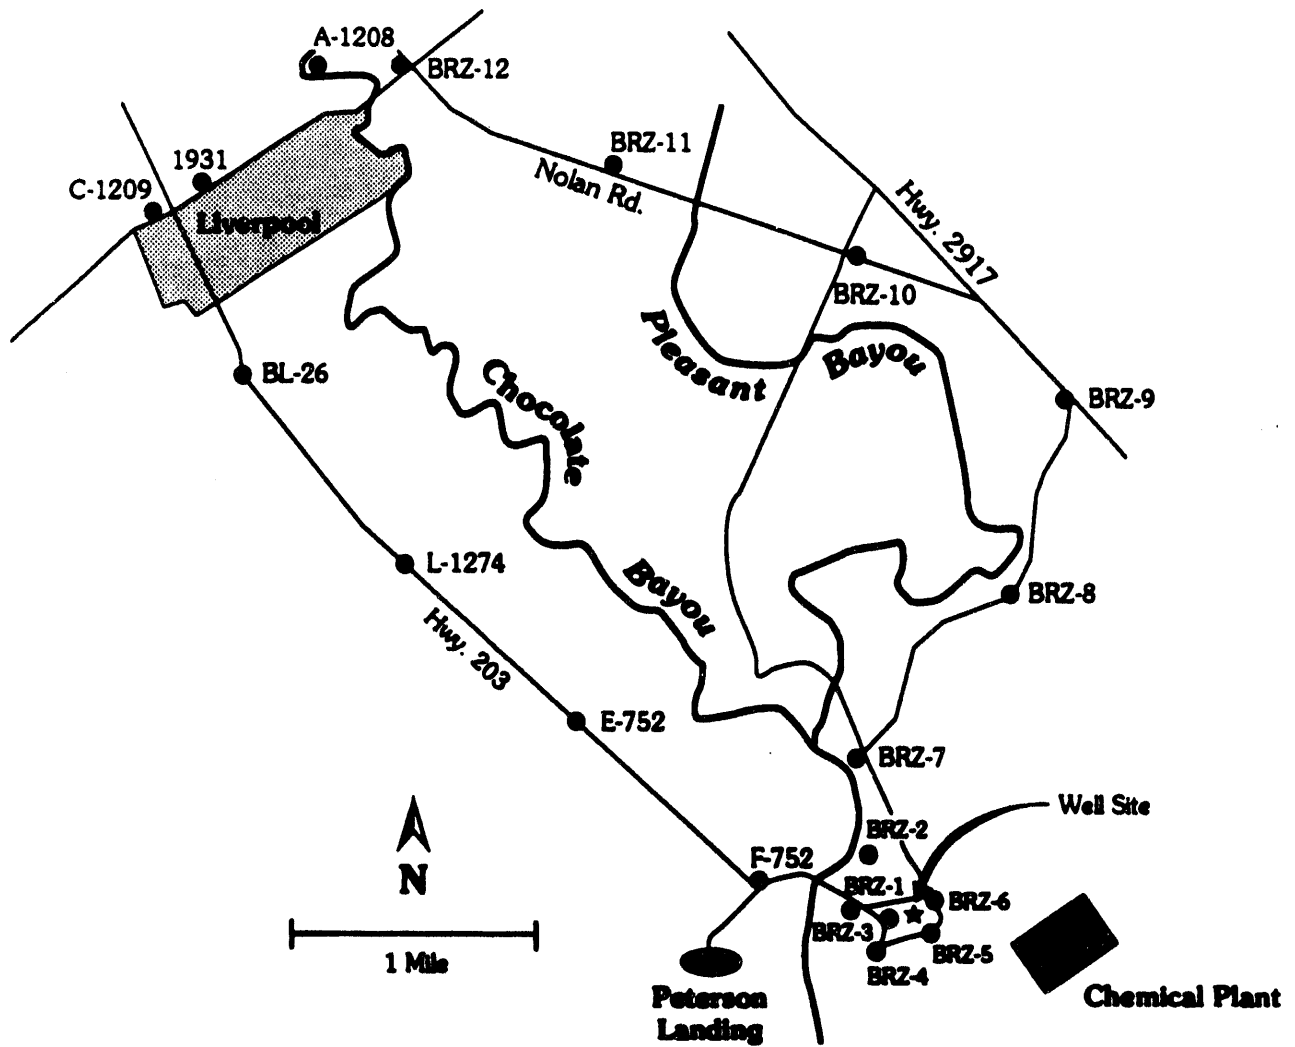 A-1208
BRZ-12
BRZ-11
1931
C-1209
Nolan Rd.
Hwy. 2917
Liverpool
BRZ-10
Pleasant
Bayou
BL-26
Chocolate
BRZ-9
L-1274
Bayou
BRZ-8
Hwy. 203
E-752
BRZ-7
Well Site
BRZ-2
F-752
N
BRZ-1
BRZ-6
BRZ-3
BRZ-5
1 Mile
BRZ-4
Peterson
Landing
Chemical Plant